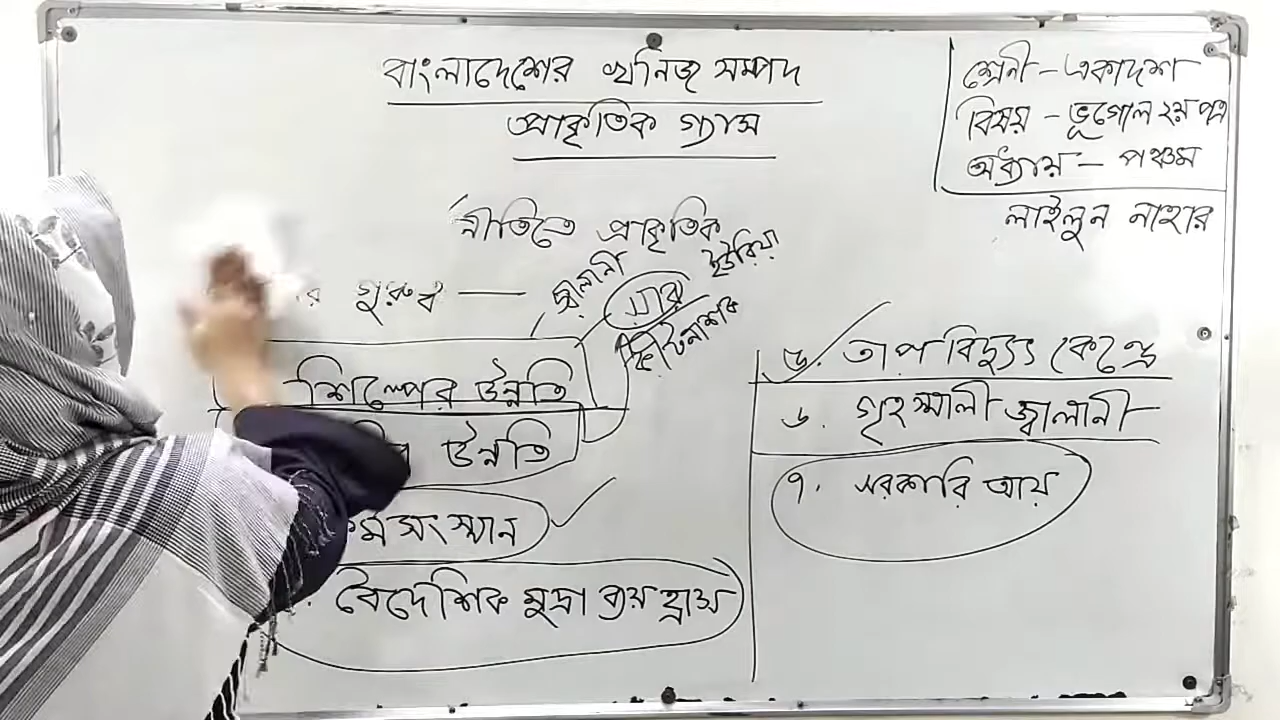 বাংলাদেশের খনিজ সম্পদ
প্রাকৃতিক গ্যাস
শ্রেনী - একাদশ
বিষয় - ভূগোল ২য় পত্র
অধ্যায় - পঞ্চম
লাইলুন নাহার
নীতিতে প্রাকৃতিক
র গুরুত্ব —
জ্বালানী
সার
ইউরিয়া
কীটনাশক
শিল্পের উন্নতি
র উন্নতি
কর্মসংস্থান
বৈদেশিক মুদ্রা ব্যয় হ্রাস
৫. তাপ বিদ্যুৎ কেন্দ্রে
৬. গৃহস্থালী জ্বালানী
৭. সরকারি আয়